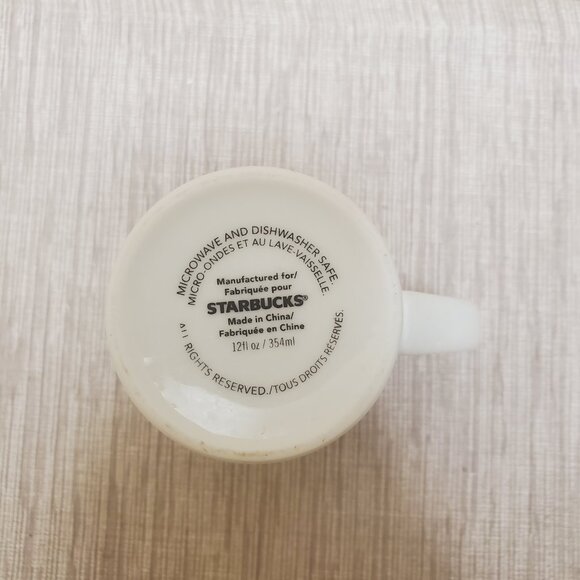 MICROWAVE AND DISHWASHER SAFE.
MICRO-ONDES ET AU LAVE-VAISSELLE.
Manufactured for/
Fabriquée pour
STARBUCKS®
Made in China/
Fabriquée en Chine
12fl oz / 354ml
ALL RIGHTS RESERVED./TOUS DROITS RÉSERVÉS.